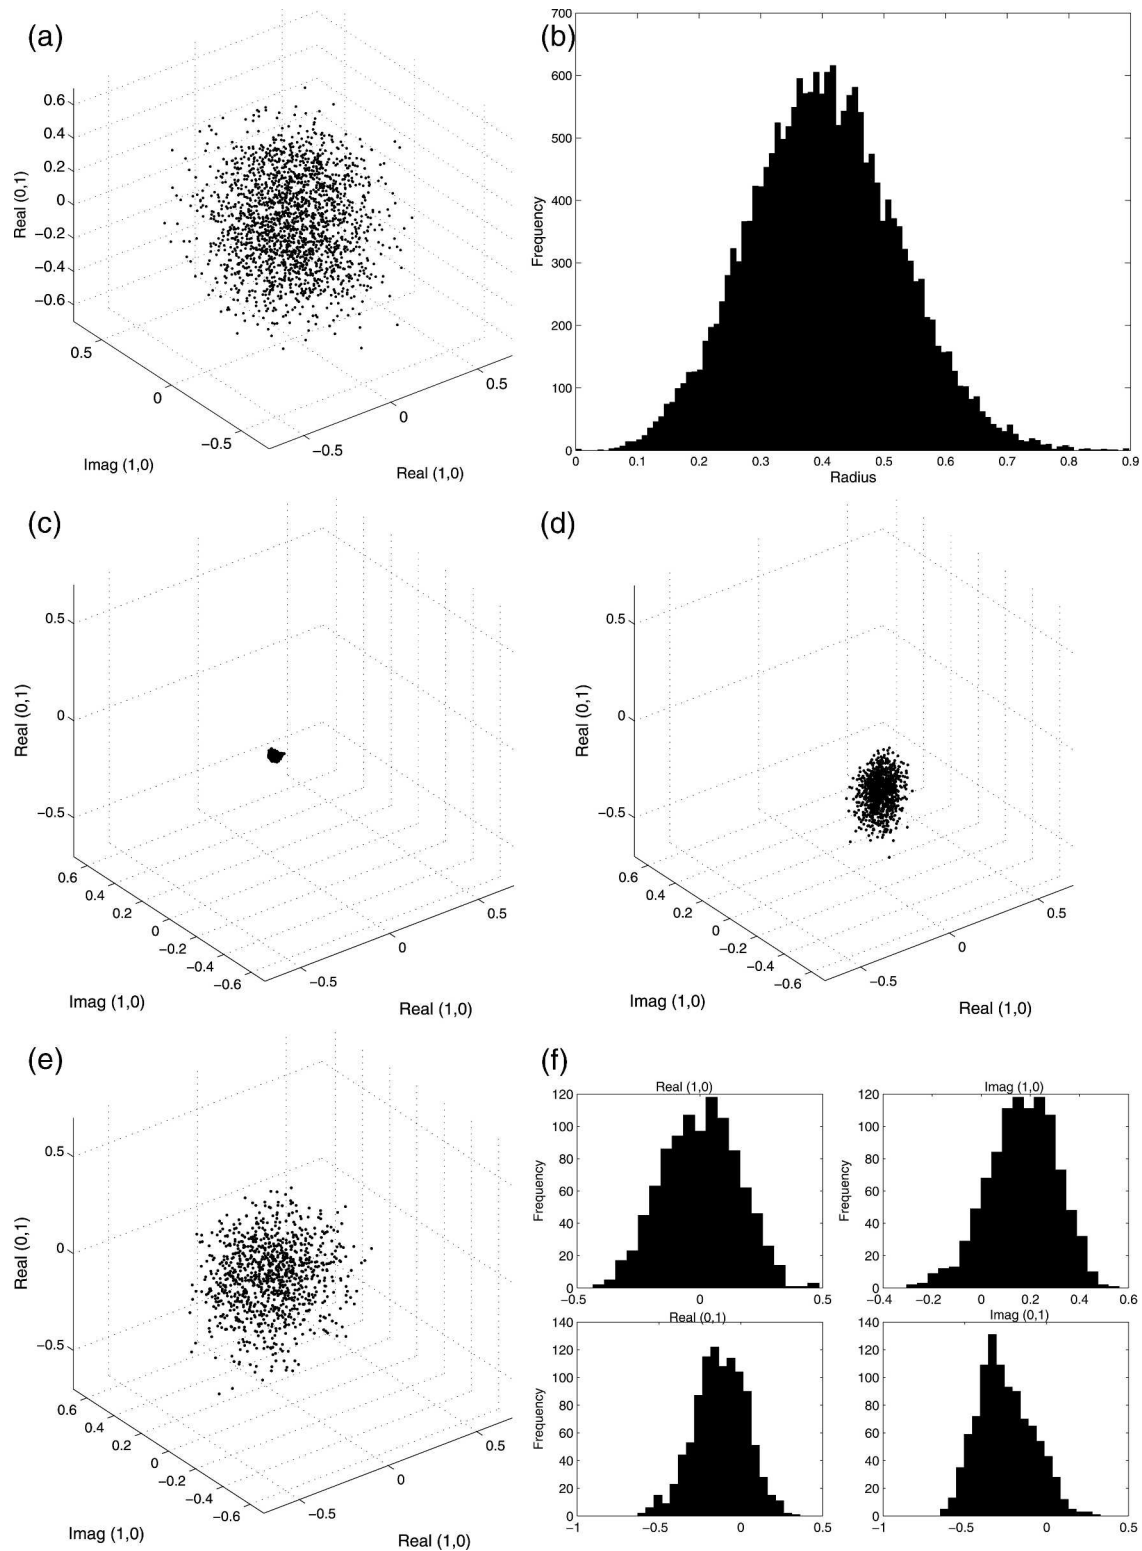 (a)
0.6
0.4
0.2
0
−0.2
−0.4
−0.6
Real (0,1)
0.5
0
−0.5
Imag (1,0)
−0.5
0
0.5
Real (1,0)
(b)
700
600
500
400
300
200
100
0
Frequency
0 0.1 0.2 0.3 0.4 0.5 0.6 0.7 0.8 0.9
Radius
(c)
0.5
0
−0.5
Real (0,1)
0.6
0.4
0.2
0
−0.2
−0.4
−0.6
Imag (1,0)
−0.5
0
0.5
Real (1,0)
(d)
0.5
0
−0.5
Real (0,1)
0.6
0.4
0.2
0
−0.2
−0.4
−0.6
Imag (1,0)
−0.5
0
0.5
Real (1,0)
(e)
0.5
0
−0.5
Real (0,1)
0.6
0.4
0.2
0
−0.2
−0.4
−0.6
Imag (1,0)
−0.5
0
0.5
Real (1,0)
(f)
Real (1,0)
120
100
80
60
40
20
0
Frequency
−0.5 0 0.5
Imag (1,0)
120
100
80
60
40
20
0
Frequency
−0.4 −0.2 0 0.2 0.4 0.6
Real (0,1)
140
120
100
80
60
40
20
0
Frequency
−1 −0.5 0 0.5
Imag (0,1)
140
120
100
80
60
40
20
0
−1 −0.5 0 0.5